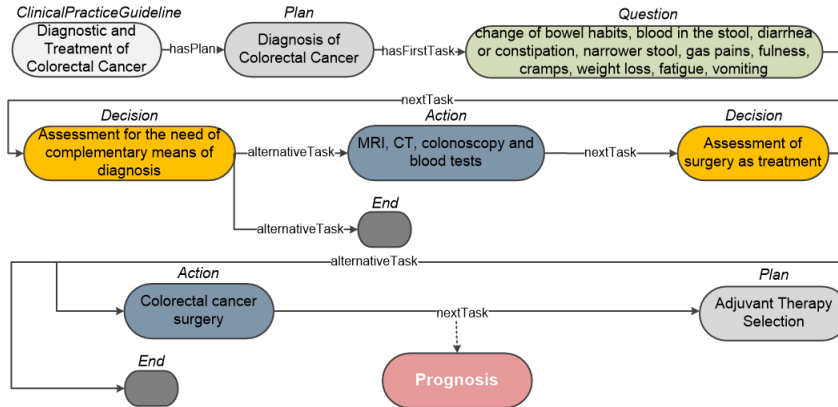 ClinicalPracticeGuideline
Plan
Question
Diagnostic and
Treatment of
Colorectal Cancer
hasPlan
Diagnosis of
Colorectal Cancer
hasFirstTask
change of bowel habits, blood in the stool, diarrhea
or constipation, narrower stool, gas pains, fulness,
cramps, weight loss, fatigue, vomiting
nextTask
Decision
Action
Decision
Assessment for the need of
complementary means of
diagnosis
alternativeTask
MRI, CT, colonoscopy and
blood tests
nextTask
Assessment of
surgery as treatment
End
alternativeTask
alternativeTask
Action
Plan
Colorectal cancer
surgery
nextTask
Adjuvant Therapy
Selection
End
Prognosis